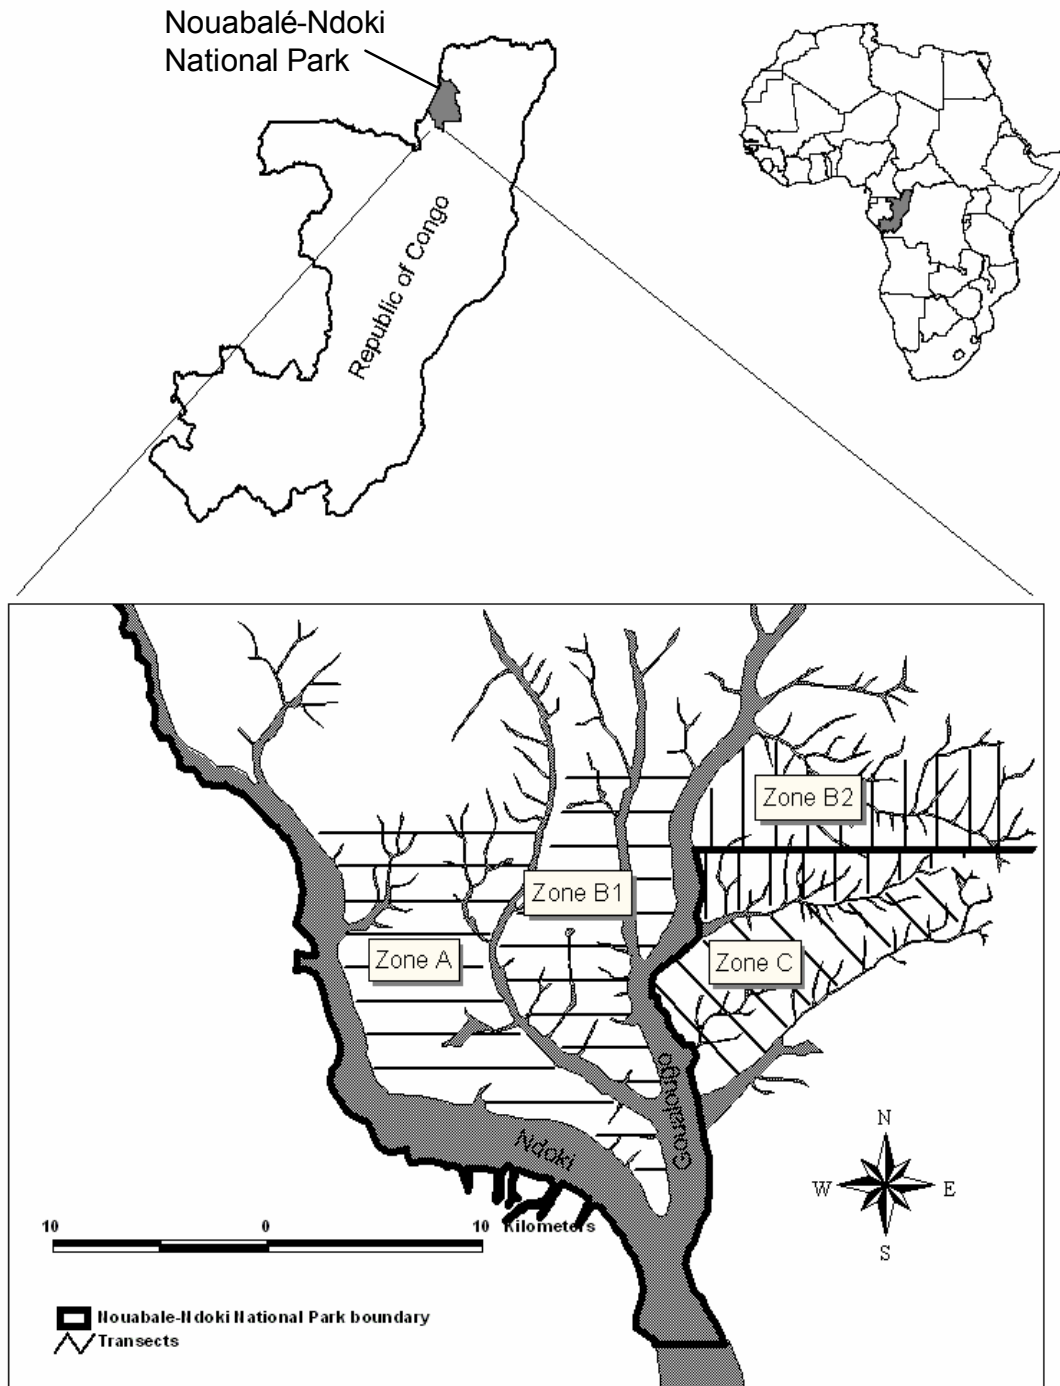 Nouabalé-Ndoki
National Park
Republic of Congo
Zone B2
Zone B1
Zone A
Zone C
Goualougo
Ndoki
N
W
E
S
10
0
10 Kilometers
Nouabale-Ndoki National Park boundary
Transects